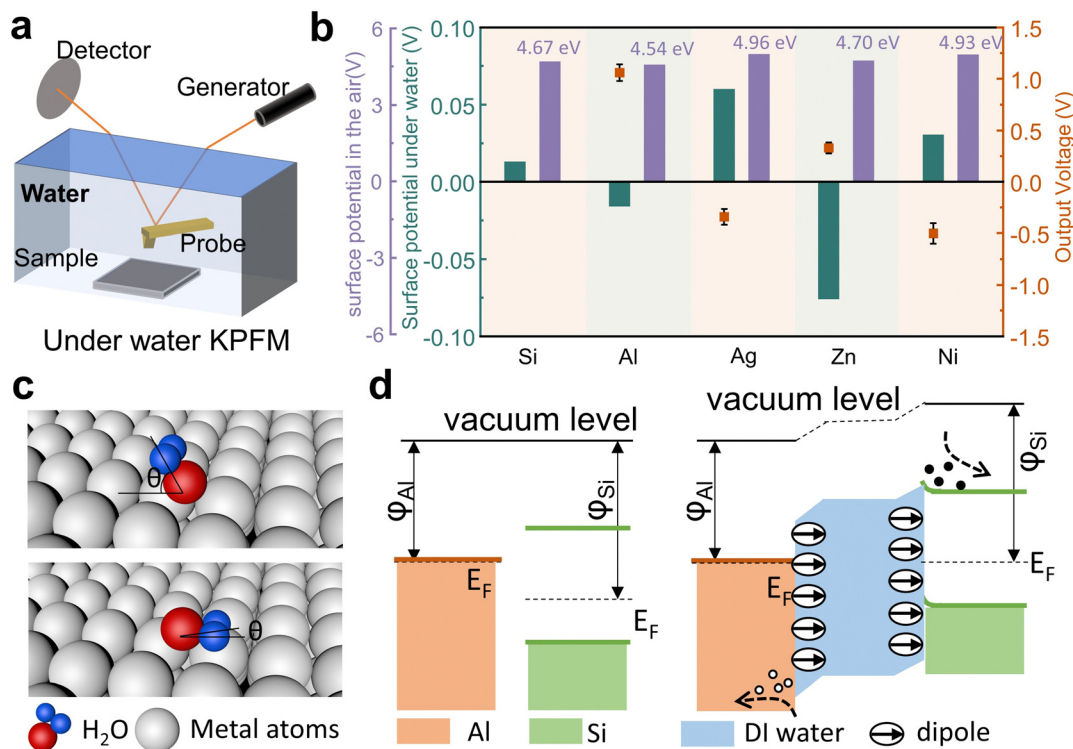 a
Detector
Generator
Water
Probe
Sample
Under water KPFM
b
surface potential in the air(V)
6
3
0
-3
-6
Surface potential under water (V)
0.10
0.05
0.00
-0.05
-0.10
4.67 eV
4.54 eV
4.96 eV
4.70 eV
4.93 eV
1.5
1.0
0.5
0.0
-0.5
-1.0
-1.5
Output Voltage (V)
Si
Al
Ag
Zn
Ni
c
θ
θ
H₂O
Metal atoms
d
vacuum level
φAl
φSi
EF
EF
vacuum level
φAl
φSi
EF
EF
Al
Si
DI water
dipole